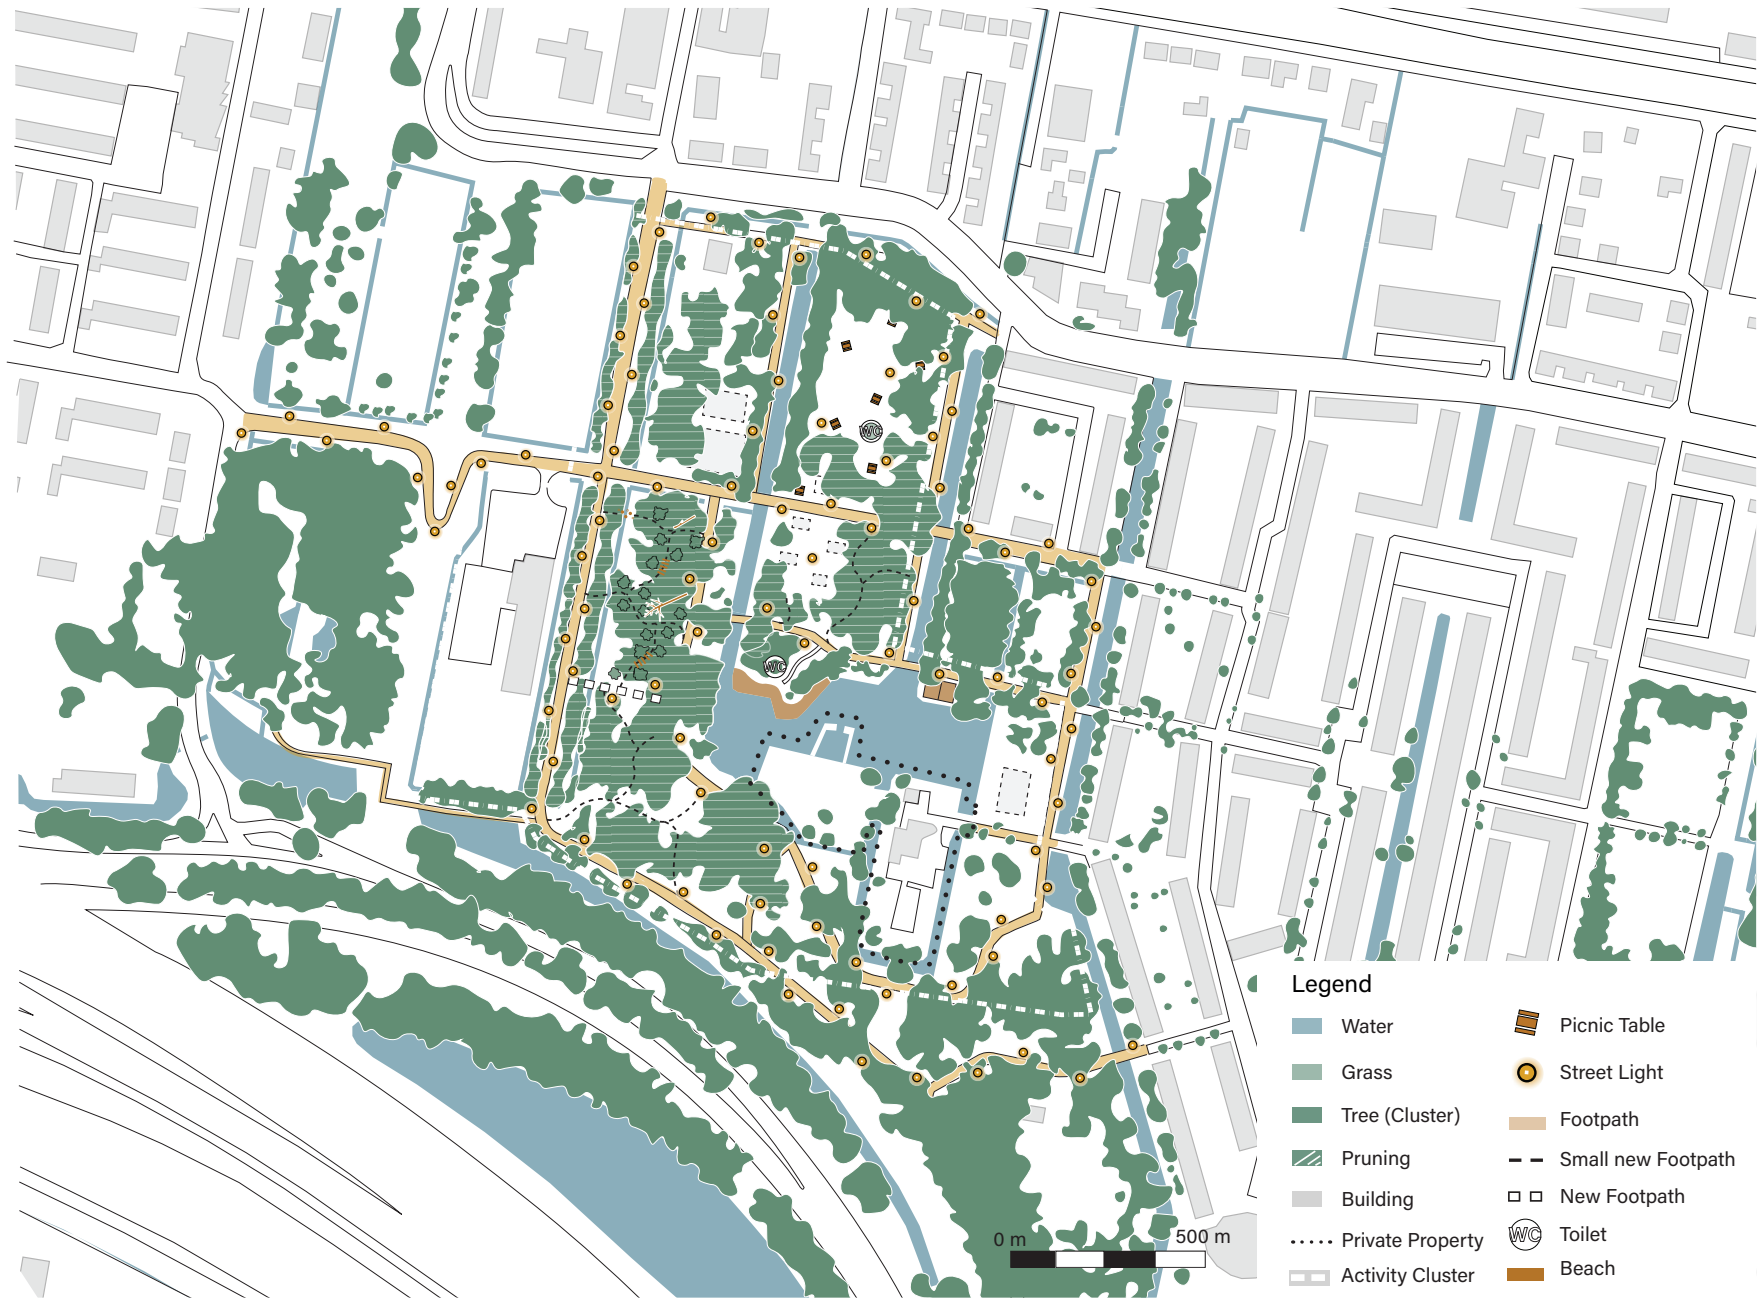 WC
WC
Legend
Water
Grass
Tree (Cluster)
Pruning
Building
Private Property
Activity Cluster
Picnic Table
Street Light
Footpath
Small new Footpath
New Footpath
WC Toilet
Beach
0 m 500 m